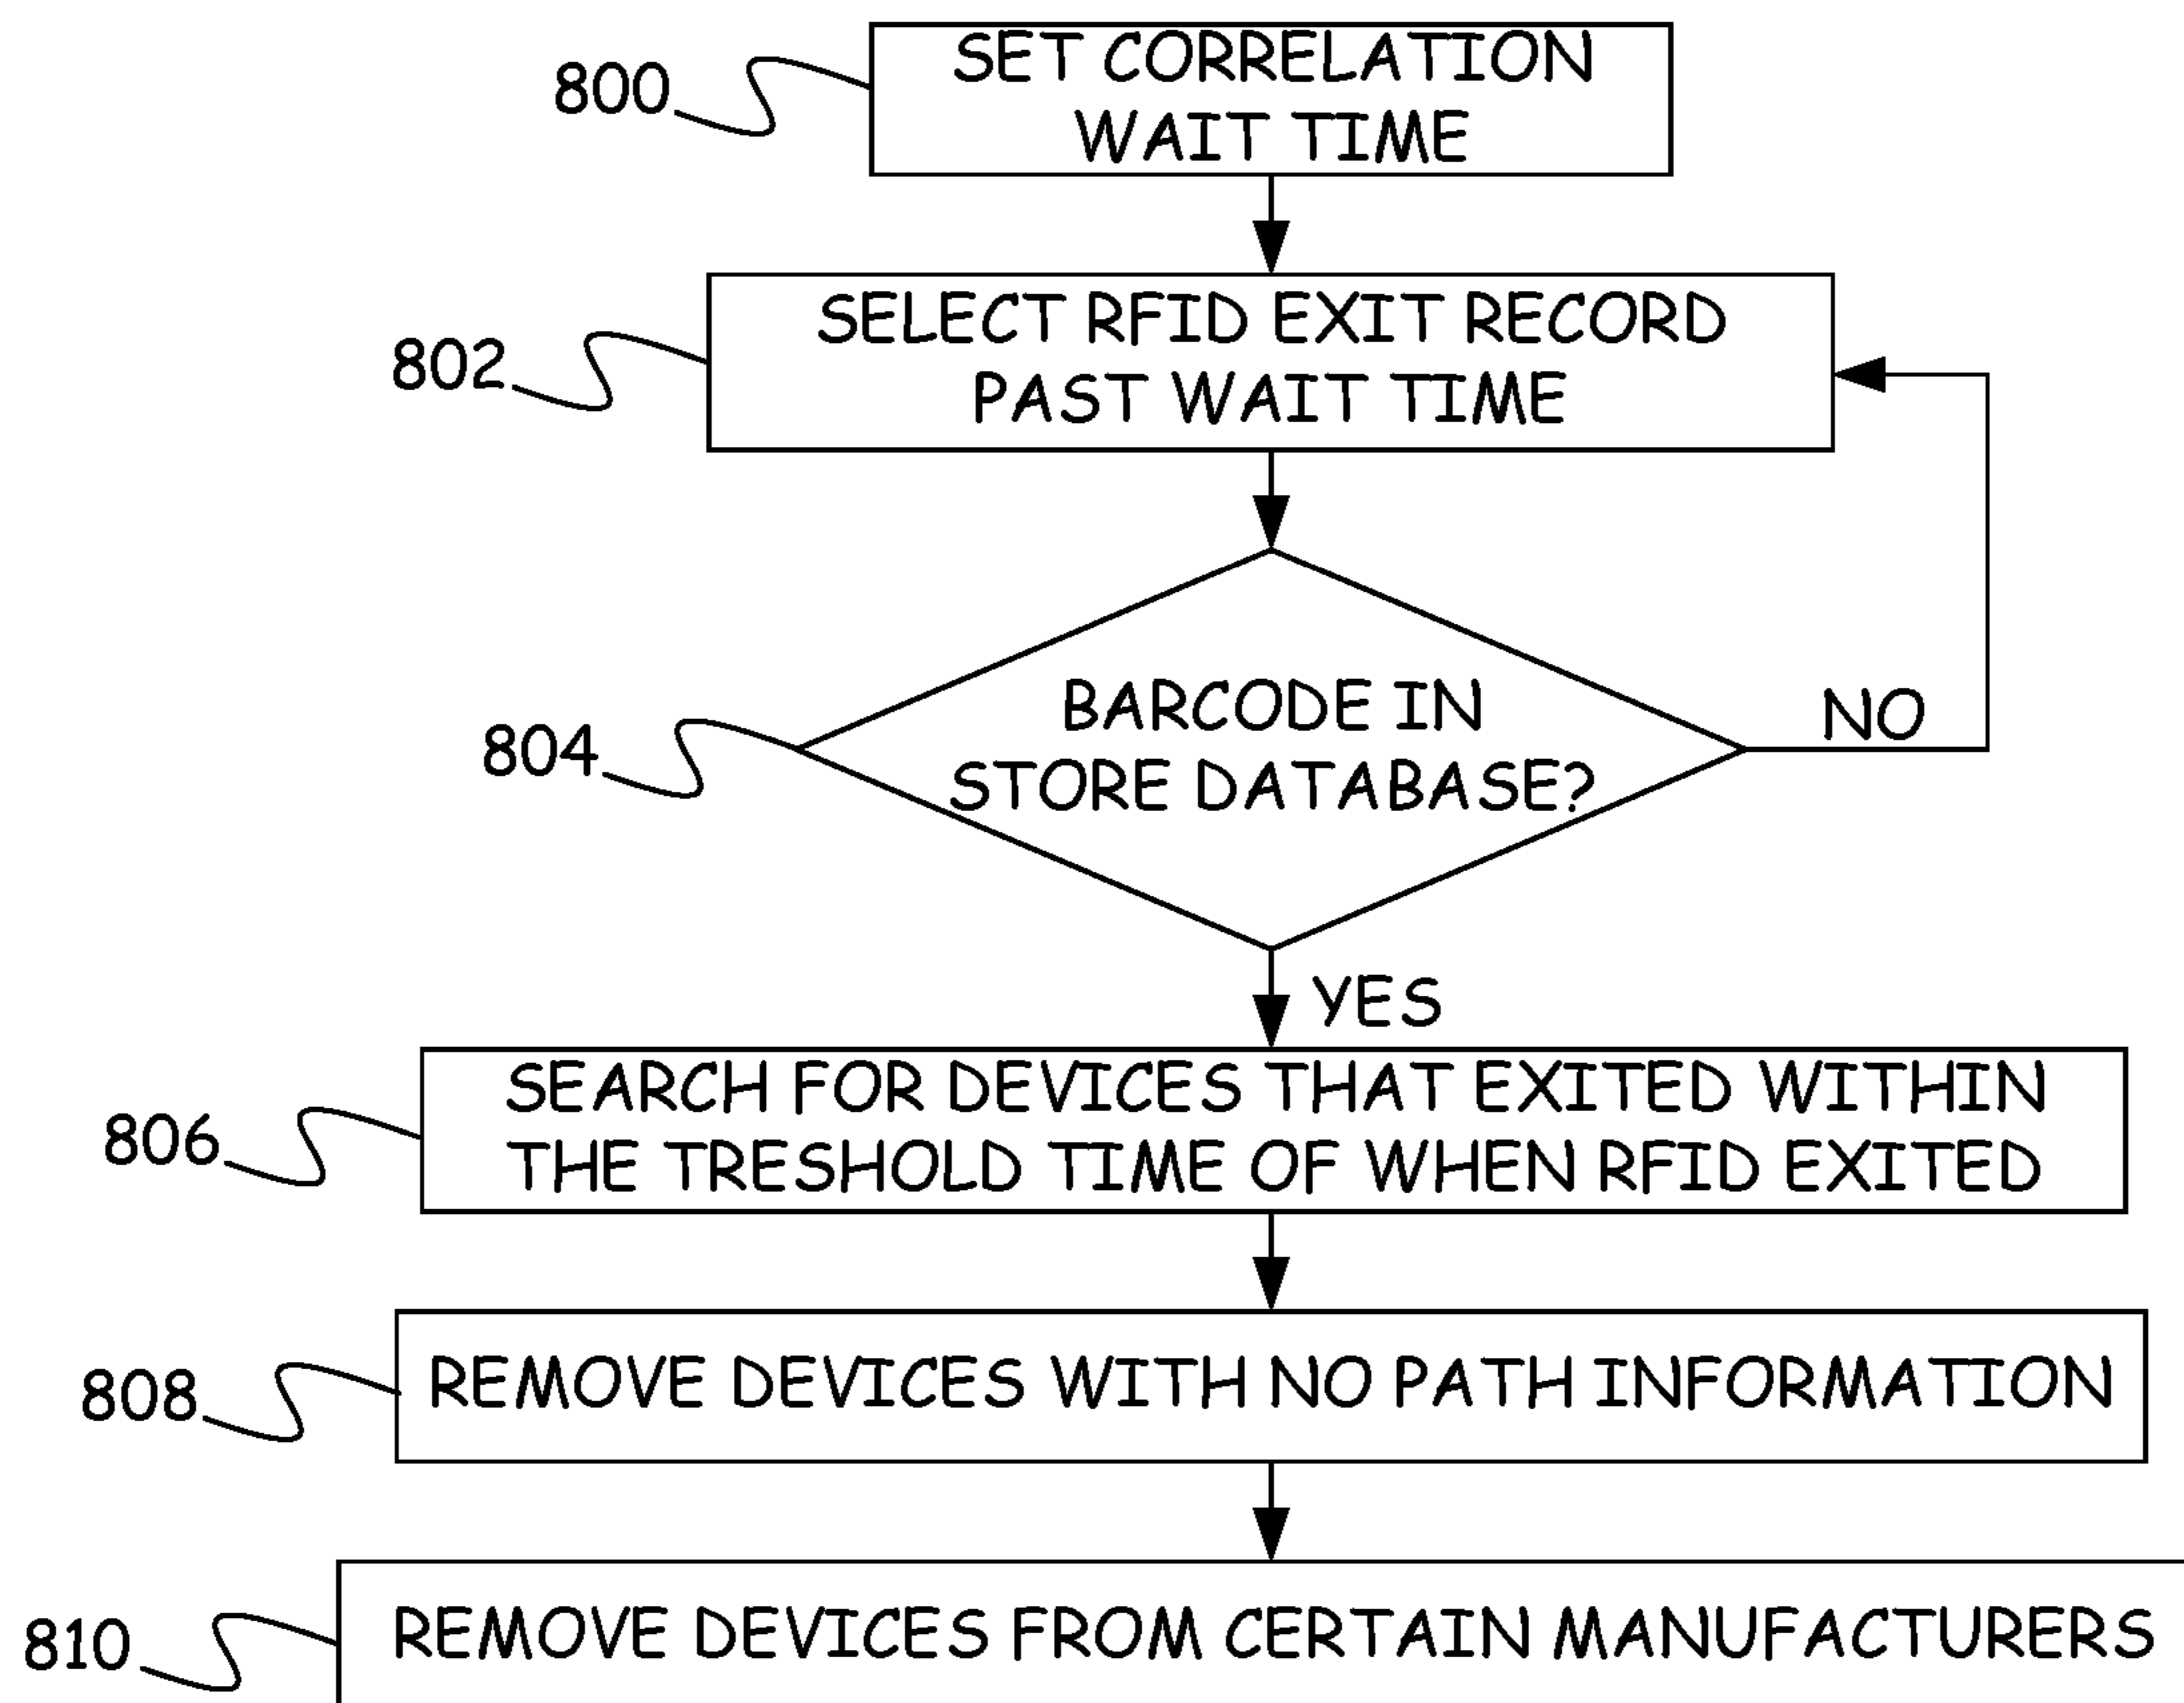 800
SET CORRELATION
WAIT TIME
802
SELECT RFID EXIT RECORD
PAST WAIT TIME
804
BARCODE IN
STORE DATABASE?
NO
YES
806
SEARCH FOR DEVICES THAT EXITED WITHIN
THE TRESHOLD TIME OF WHEN RFID EXITED
808
REMOVE DEVICES WITH NO PATH INFORMATION
810
REMOVE DEVICES FROM CERTAIN MANUFACTURERS